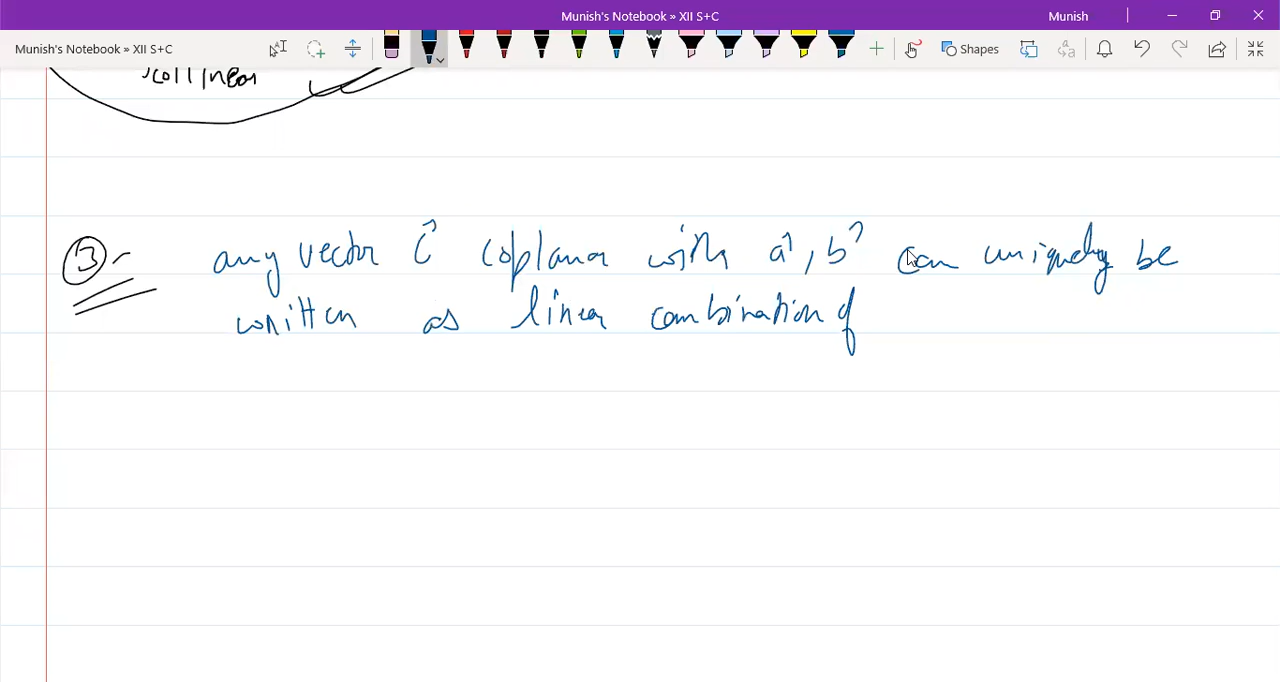 Munish's Notebook » XII S+C
Munish
Munish's Notebook » XII S+C
Shapes
collinear
③:- any vector c⃗ coplanar with a⃗, b⃗ can uniquely be
written as linear combination of